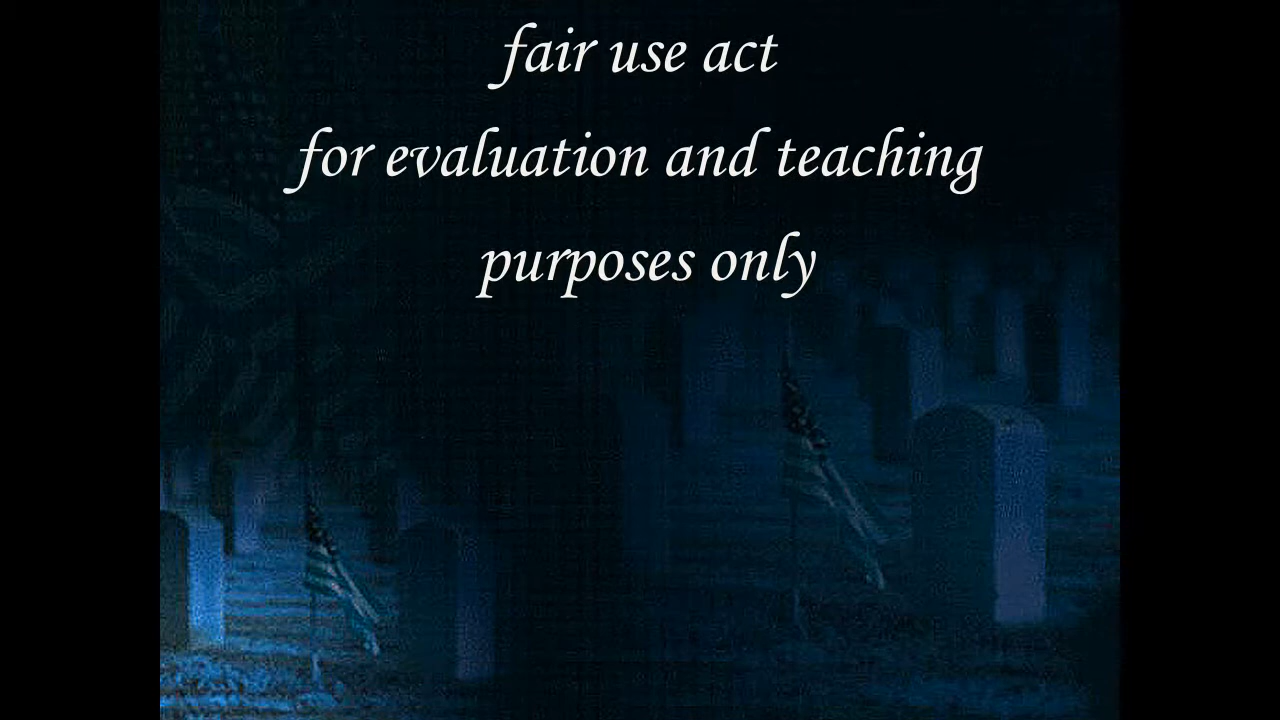 fair use act
for evaluation and teaching
purposes only